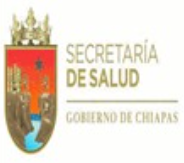 SECRETARÍA
DE SALUD
GOBIERNO DE CHIAPAS